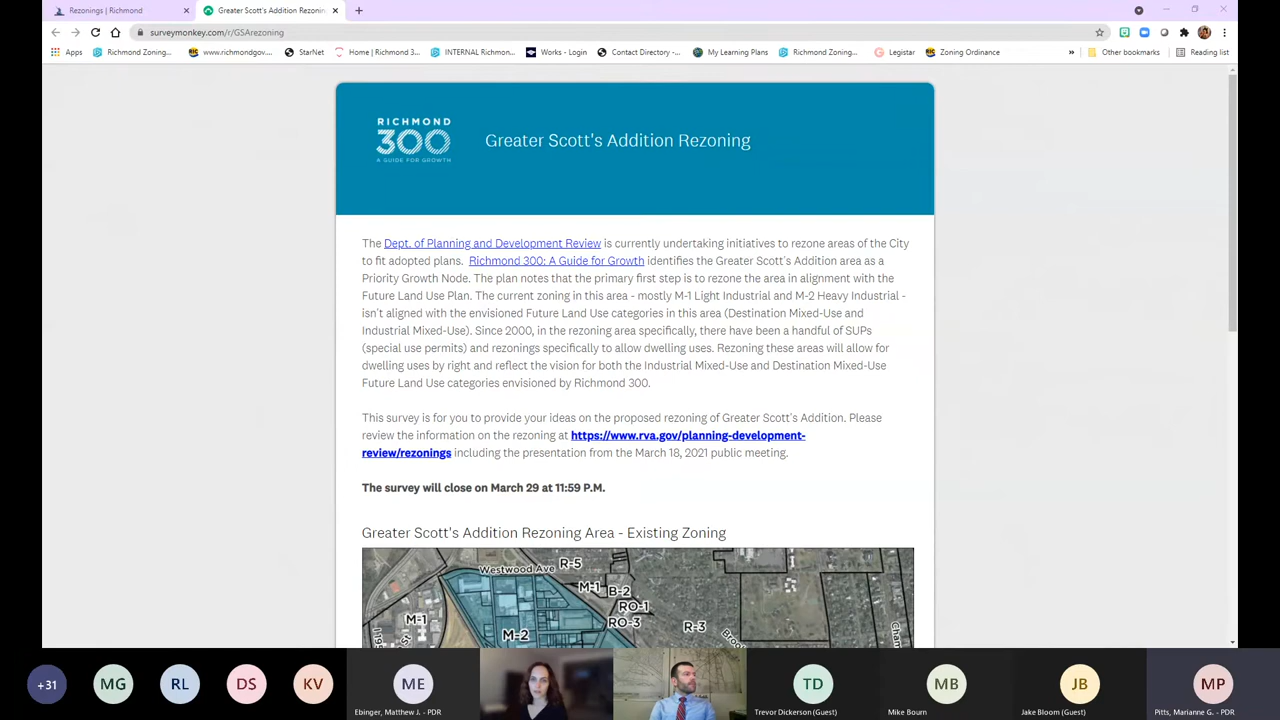 Rezonings | Richmond
Greater Scott's Addition Rezonin
surveymonkey.com/r/GSArezoning
Apps
Richmond Zoning...
www.richmondgov....
StarNet
Home | Richmond 3...
INTERNAL Richmon...
Works - Login
Contact Directory -...
My Learning Plans
Richmond Zoning...
Legistar
Zoning Ordinance
»
Other bookmarks
Reading list
RICHMOND
300
A GUIDE FOR GROWTH
Greater Scott's Addition Rezoning
The Dept. of Planning and Development Review is currently undertaking initiatives to rezone areas of the City
to fit adopted plans. Richmond 300: A Guide for Growth identifies the Greater Scott's Addition area as a
Priority Growth Node. The plan notes that the primary first step is to rezone the area in alignment with the
Future Land Use Plan. The current zoning in this area - mostly M-1 Light Industrial and M-2 Heavy Industrial -
isn't aligned with the envisioned Future Land Use categories in this area (Destination Mixed-Use and
Industrial Mixed-Use). Since 2000, in the rezoning area specifically, there have been a handful of SUPs
(special use permits) and rezonings specifically to allow dwelling uses. Rezoning these areas will allow for
dwelling uses by right and reflect the vision for both the Industrial Mixed-Use and Destination Mixed-Use
Future Land Use categories envisioned by Richmond 300.
This survey is for you to provide your ideas on the proposed rezoning of Greater Scott's Addition. Please
review the information on the rezoning at https://www.rva.gov/planning-development-
review/rezonings including the presentation from the March 18, 2021 public meeting.
The survey will close on March 29 at 11:59 P.M.
Greater Scott's Addition Rezoning Area - Existing Zoning
Westwood Ave
R-5
M-1
B-2
RO-1
M-1
RO-3
M-2
R-3
+31
MG
RL
DS
KV
ME
Ebinger, Matthew J. - PDR
TD
Trevor Dickerson (Guest)
MB
Mike Boum
JB
Jake Bloom (Guest)
MP
Pitts, Marianne G. - PDR